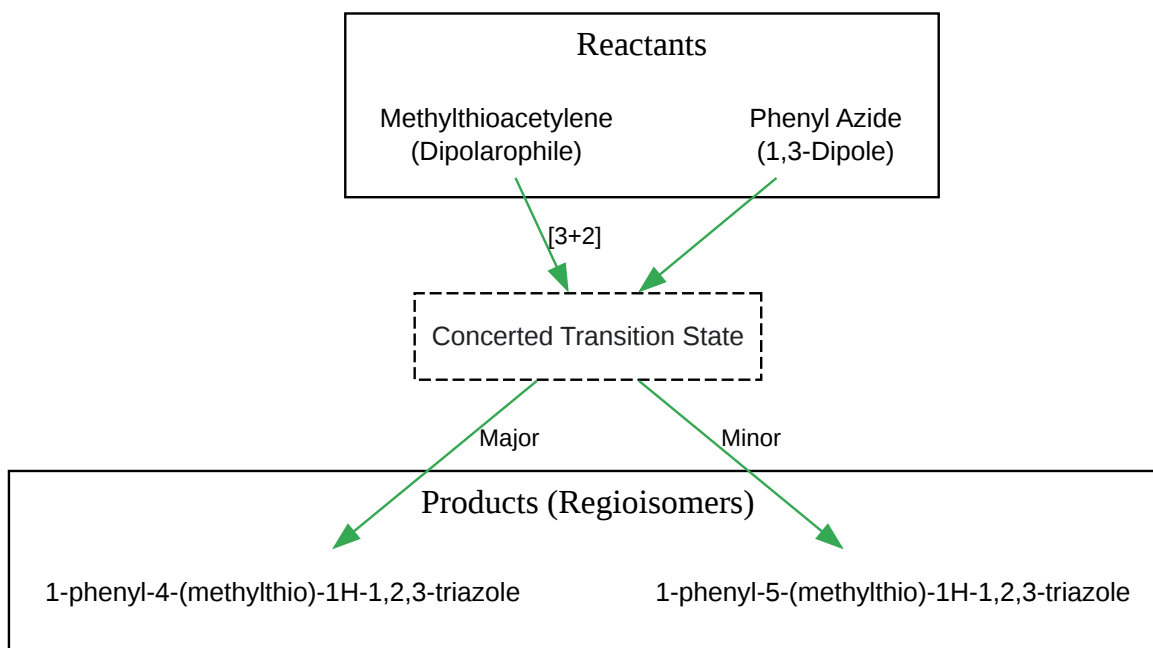 Reactants
Methylthioacetylene
(Dipolarophile)
Phenyl Azide
(1,3-Dipole)
[3+2]
Concerted Transition State
Major
Minor
Products (Regioisomers)
1-phenyl-4-(methylthio)-1H-1,2,3-triazole
1-phenyl-5-(methylthio)-1H-1,2,3-triazole